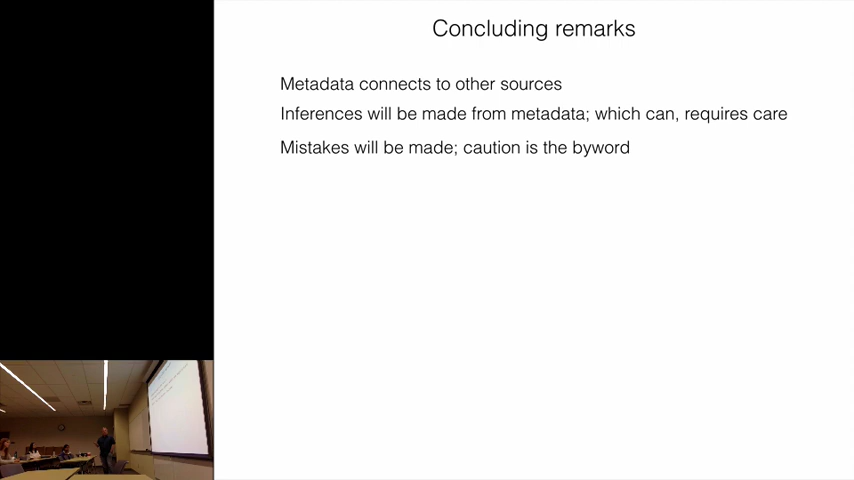 Concluding remarks
Metadata connects to other sources
Inferences will be made from metadata; which can, requires care
Mistakes will be made; caution is the byword